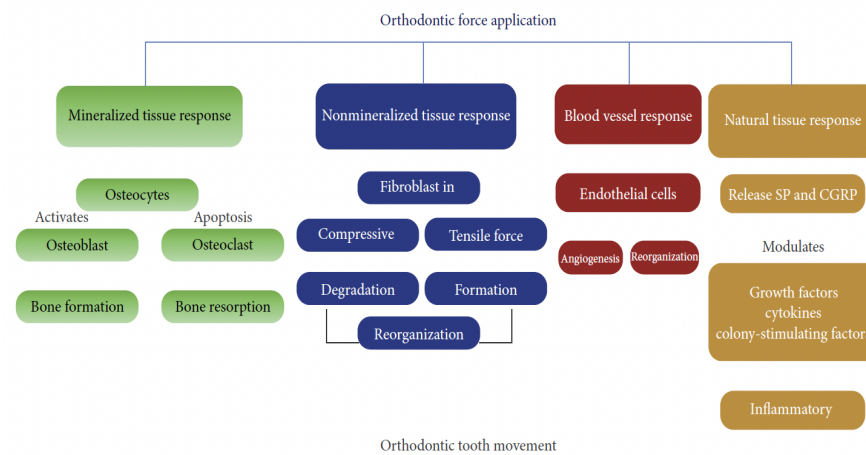 Orthodontic force application
Mineralized tissue response
Nonmineralized tissue response
Blood vessel response
Natural tissue response
Osteocytes
Activates
Apoptosis
Osteoblast
Osteoclast
Bone formation
Bone resorption
Fibroblast in
Compressive
Tensile force
Degradation
Formation
Reorganization
Endothelial cells
Angiogenesis
Reorganization
Release SP and CGRP
Modulates
Growth factors
cytokines
colony-stimulating factor
Inflammatory
Orthodontic tooth movement